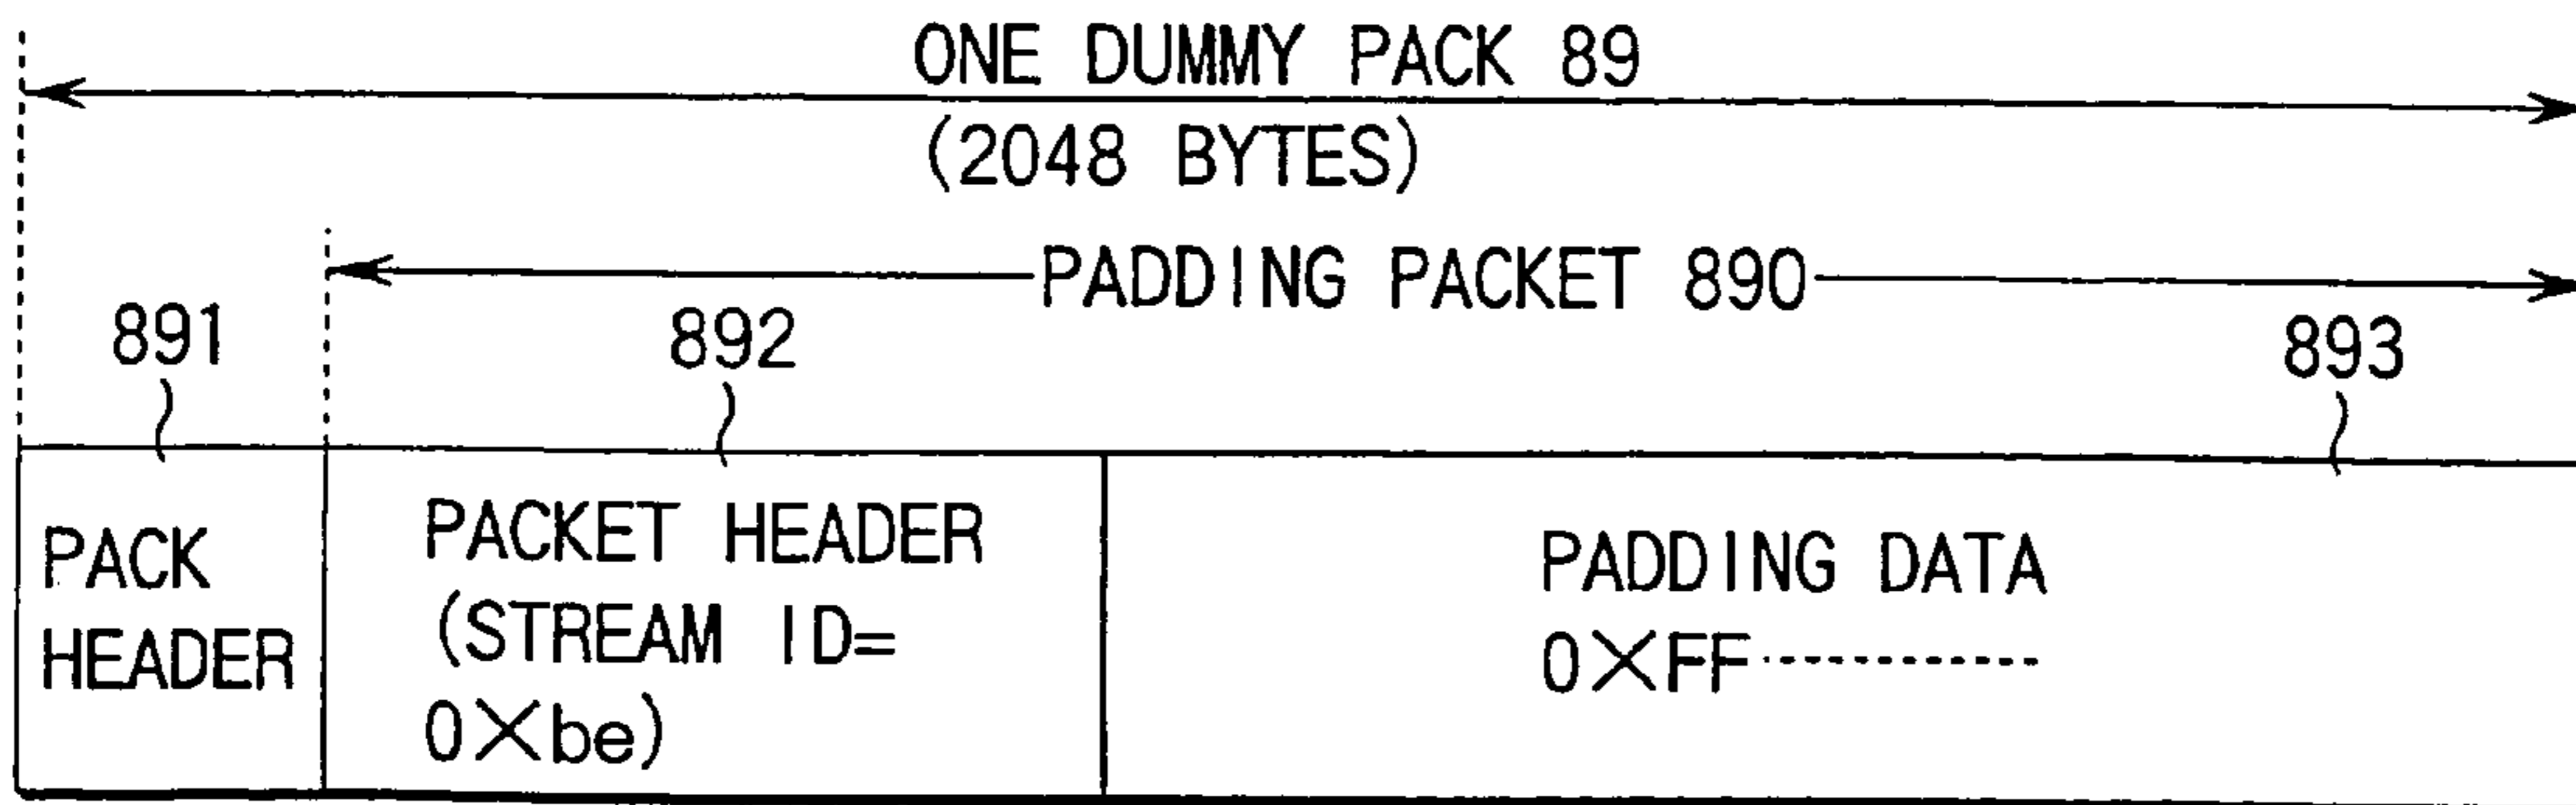 ONE DUMMY PACK 89
(2048 BYTES)
PADDING PACKET 890
891
892
893
PACK
HEADER
PACKET HEADER
(STREAM ID=
0×be)
PADDING DATA
0×FF-----------